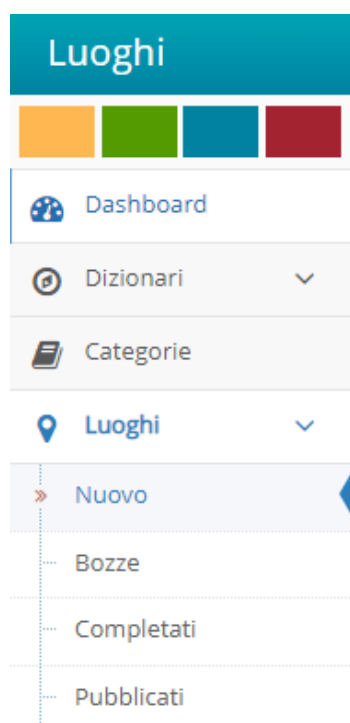 Luoghi
Dashboard
Dizionari
Categorie
Luoghi
Nuovo
Bozze
Completati
Pubblicati